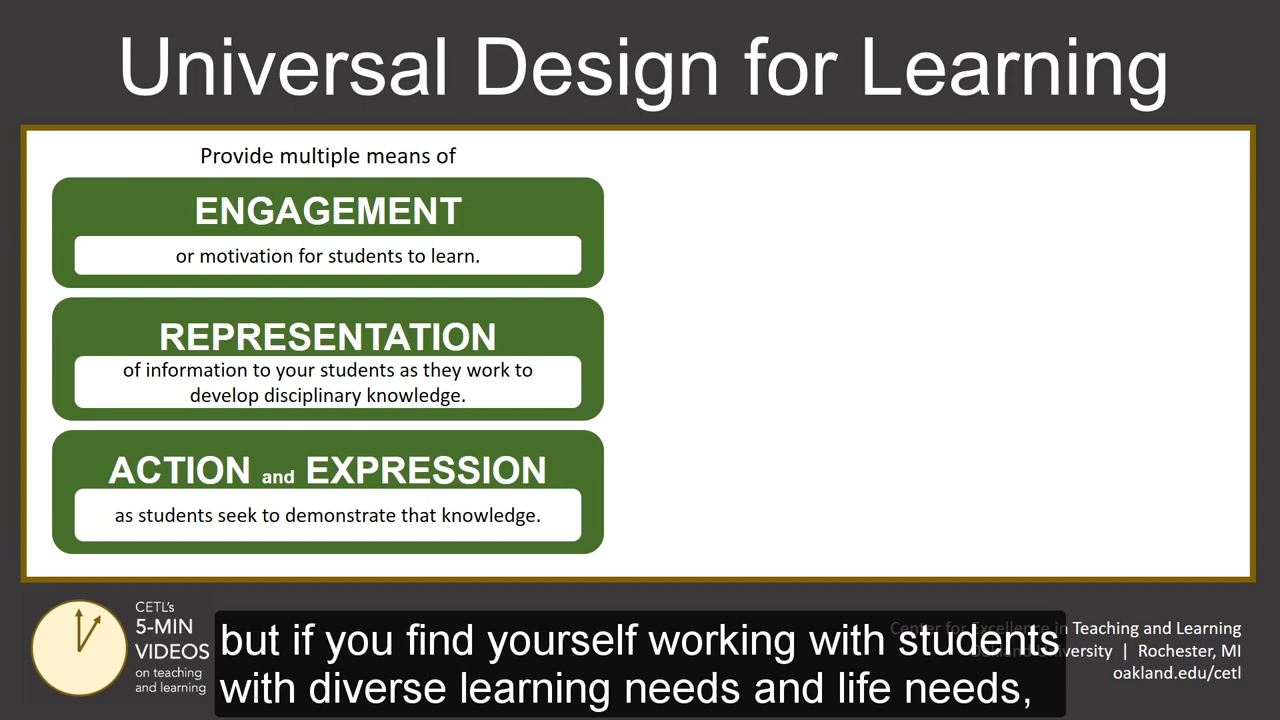 Universal Design for Learning
Provide multiple means of
ENGAGEMENT
or motivation for students to learn.
REPRESENTATION
of information to your students as they work to
develop disciplinary knowledge.
ACTION and EXPRESSION
as students seek to demonstrate that knowledge.
CETL's
5-MIN
VIDEOS
on teaching
and learning
but if you find yourself working with students
with diverse learning needs and life needs,
Center for Excellence in Teaching and Learning
University | Rochester, MI
oakland.edu/cetl